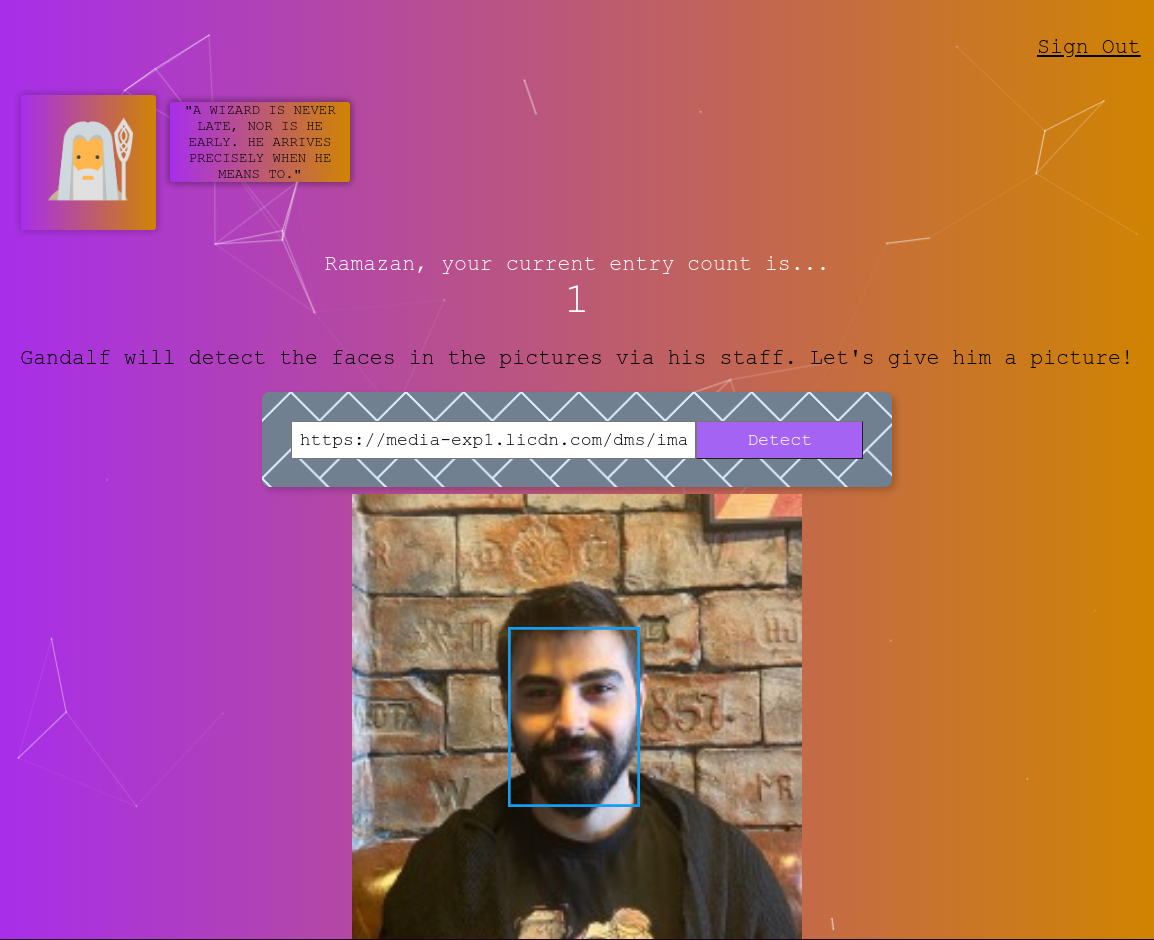 Sign Out
"A WIZARD IS NEVER
LATE, NOR IS HE
EARLY. HE ARRIVES
PRECISELY WHEN HE
MEANS TO."
Ramazan, your current entry count is...
1
Gandalf will detect the faces in the pictures via his staff. Let's give him a picture!
https://media-exp1.licdn.com/dms/ima
Detect
W
1857.
W